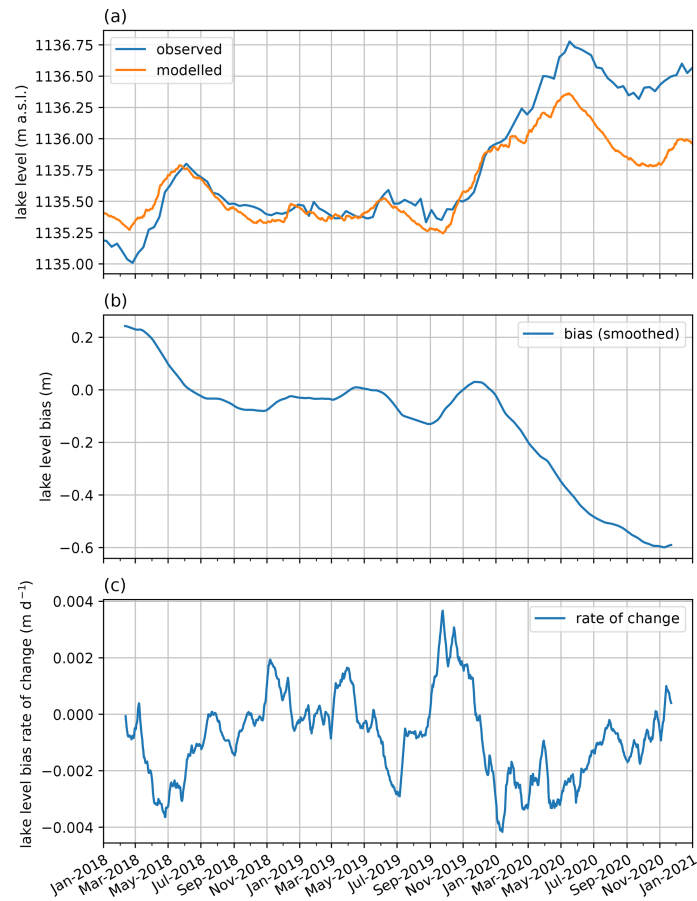 (a)
lake level (m a.s.l.)
1136.75
1136.50
1136.25
1136.00
1135.75
1135.50
1135.25
1135.00
observed
modelled
(b)
lake level bias (m)
0.2
0.0
−0.2
−0.4
−0.6
bias (smoothed)
(c)
lake level bias rate of change (m d⁻¹)
0.004
0.002
0.000
−0.002
−0.004
rate of change
Jan-2018
Mar-2018
May-2018
Jul-2018
Sep-2018
Nov-2018
Jan-2019
Mar-2019
May-2019
Jul-2019
Sep-2019
Nov-2019
Jan-2020
Mar-2020
May-2020
Jul-2020
Sep-2020
Nov-2020
Jan-2021